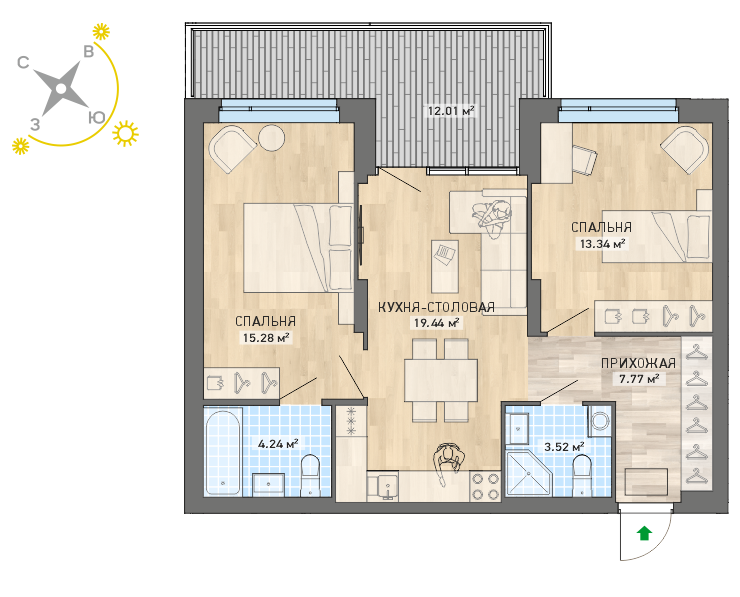 В
С
З
Ю
12.01 м²
СПАЛЬНЯ
13.34 м²
КУХНЯ-СТОЛОВАЯ
19.44 м²
СПАЛЬНЯ
15.28 м²
ПРИХОЖАЯ
7.77 м²
4.24 м²
3.52 м²